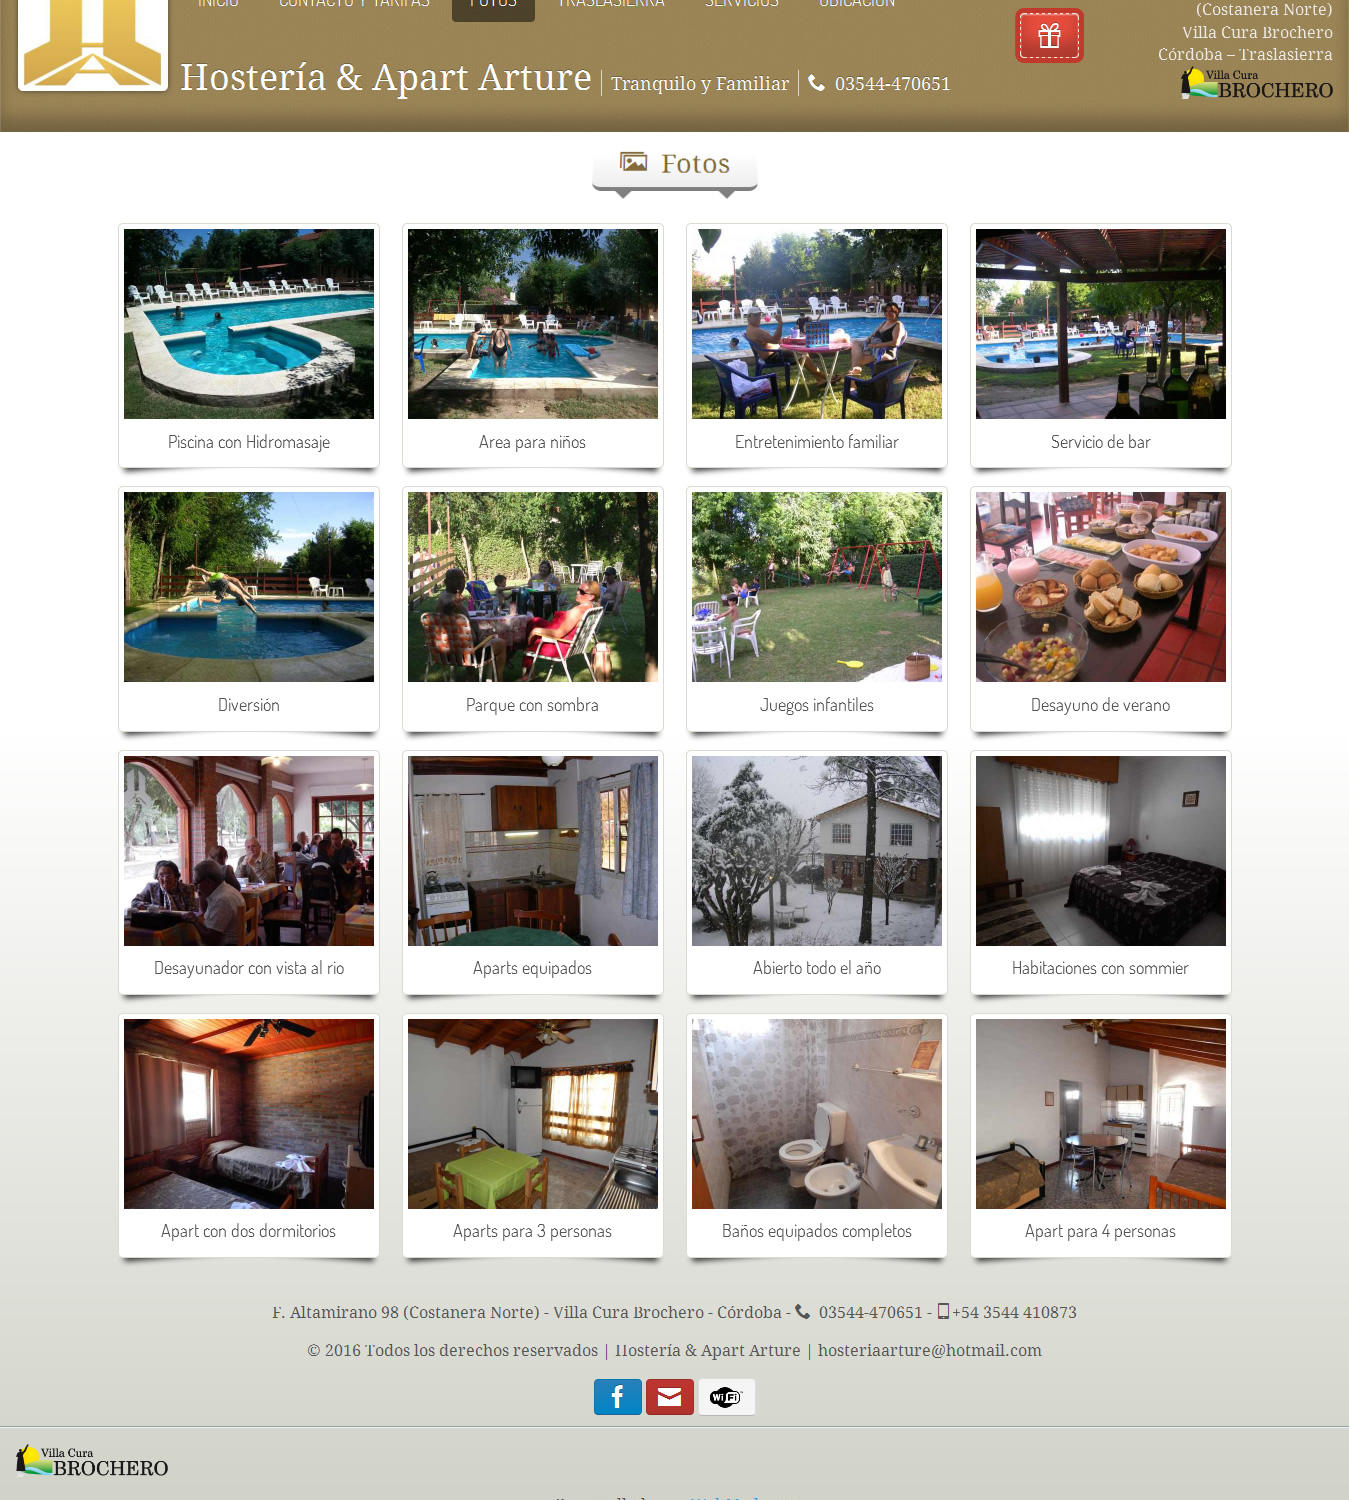 INICIO CONTACTO Y TARIFAS FOTOS TRASLASIERRA SERVICIOS UBICACIÓN
(Costanera Norte)
Villa Cura Brochero
Córdoba – Traslasierra
Villa Cura
BROCHERO
Hostería & Apart Arture | Tranquilo y Familiar | 03544-470651
Fotos
Piscina con Hidromasaje
Area para niños
Entretenimiento familiar
Servicio de bar
Diversión
Parque con sombra
Juegos infantiles
Desayuno de verano
Desayunador con vista al rio
Aparts equipados
Abierto todo el año
Habitaciones con sommier
Apart con dos dormitorios
Aparts para 3 personas
Baños equipados completos
Apart para 4 personas
F. Altamirano 98 (Costanera Norte) - Villa Cura Brochero - Córdoba - 03544-470651 - +54 3544 410873
© 2016 Todos los derechos reservados | Hostería & Apart Arture | hosteriaarture@hotmail.com
WiFi
Villa Cura
BROCHERO